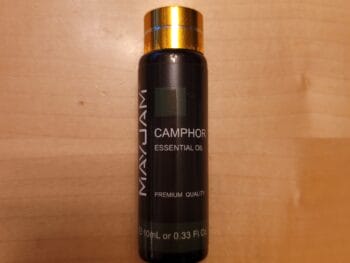 MAYJAM
CAMPHOR
ESSENTIAL OIL
PREMIUM QUALITY
10mL or 0.33 Fl Oz